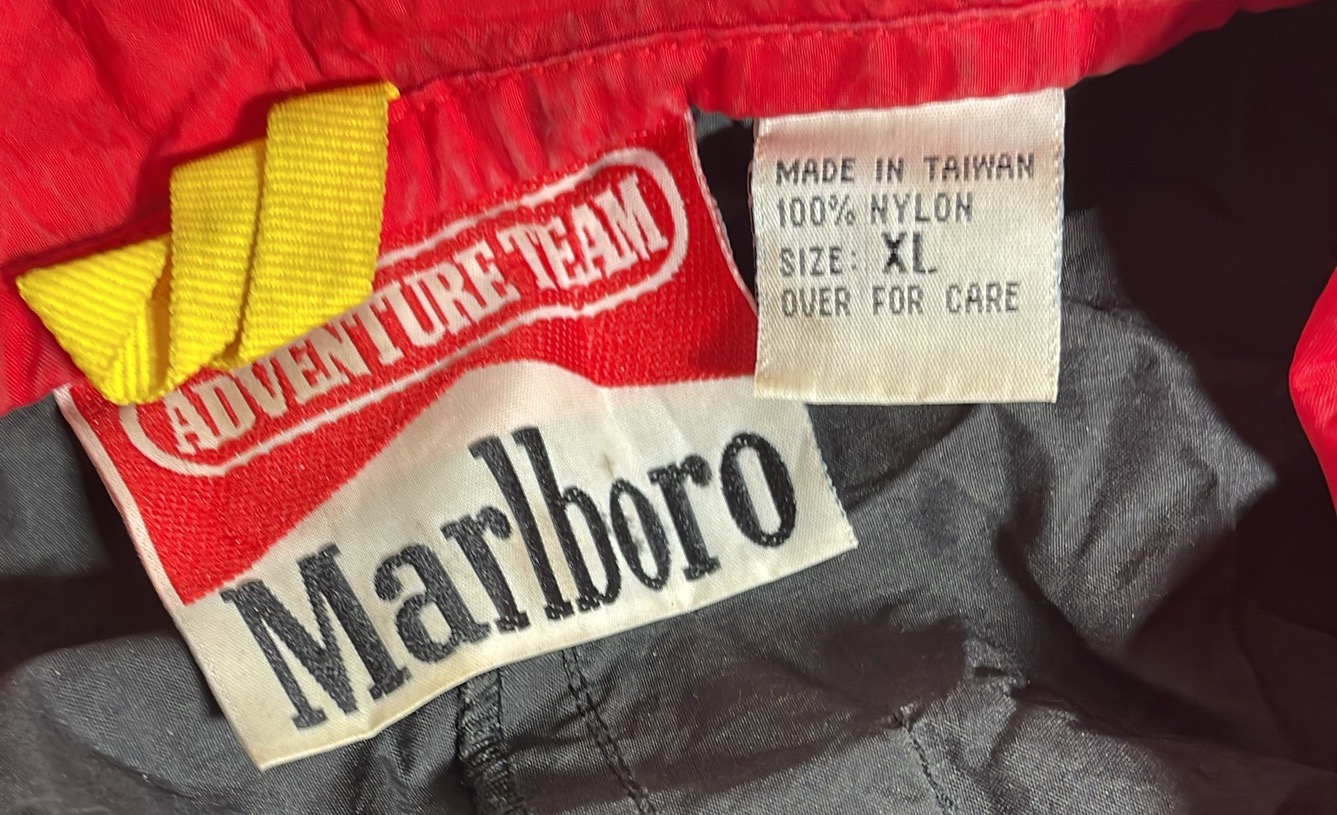 ADVENTURE TEAM
Marlboro
MADE IN TAIWAN
100% NYLON
SIZE: XL
OVER FOR CARE